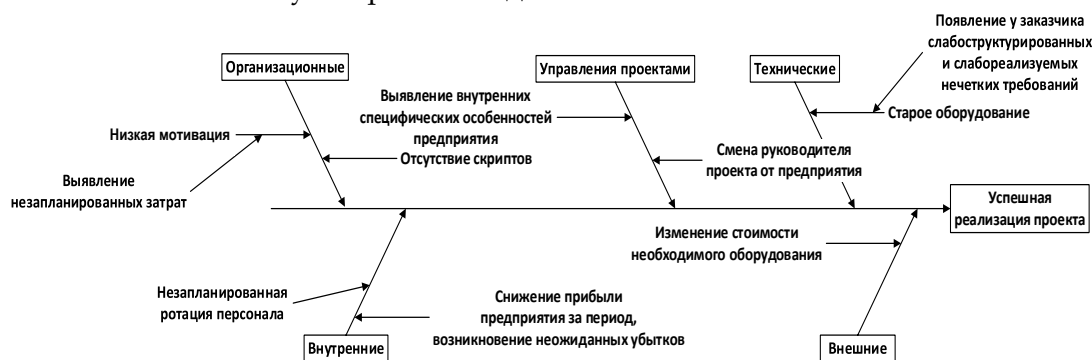 Появление у заказчика
слабоструктурированных
и слабореализуемых
нечетких требований
Организационные
Управления проектами
Технические
Выявление внутренних
специфических особенностей
предприятия
Старое оборудование
Низкая мотивация
Отсутствие скриптов
Смена руководителя
проекта от предприятия
Выявление
незапланированных затрат
Успешная
реализация проекта
Изменение стоимости
необходимого оборудования
Незапланированная
ротация персонала
Снижение прибыли
предприятия за период,
возникновение неожиданных убытков
Внутренние
Внешние